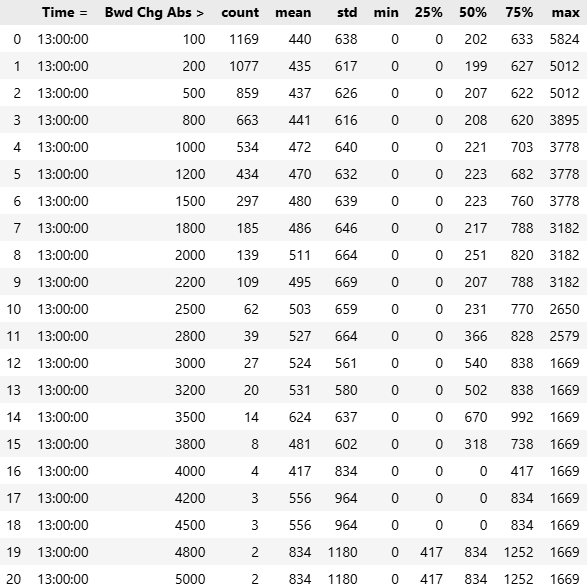 Time = Bwd Chg Abs > count mean std min 25% 50% 75% max
0 13:00:00 100 1169 440 638 0 0 202 633 5824
1 13:00:00 200 1077 435 617 0 0 199 627 5012
2 13:00:00 500 859 437 626 0 0 207 622 5012
3 13:00:00 800 663 441 616 0 0 208 620 3895
4 13:00:00 1000 534 472 640 0 0 221 703 3778
5 13:00:00 1200 434 470 632 0 0 223 682 3778
6 13:00:00 1500 297 480 639 0 0 223 760 3778
7 13:00:00 1800 185 486 646 0 0 217 788 3182
8 13:00:00 2000 139 511 664 0 0 251 820 3182
9 13:00:00 2200 109 495 669 0 0 207 788 3182
10 13:00:00 2500 62 503 659 0 0 231 770 2650
11 13:00:00 2800 39 527 664 0 0 366 828 2579
12 13:00:00 3000 27 524 561 0 0 540 838 1669
13 13:00:00 3200 20 531 580 0 0 502 838 1669
14 13:00:00 3500 14 624 637 0 0 670 992 1669
15 13:00:00 3800 8 481 602 0 0 318 738 1669
16 13:00:00 4000 4 417 834 0 0 0 417 1669
17 13:00:00 4200 3 556 964 0 0 0 834 1669
18 13:00:00 4500 3 556 964 0 0 0 834 1669
19 13:00:00 4800 2 834 1180 0 417 834 1252 1669
20 13:00:00 5000 2 834 1180 0 417 834 1252 1669